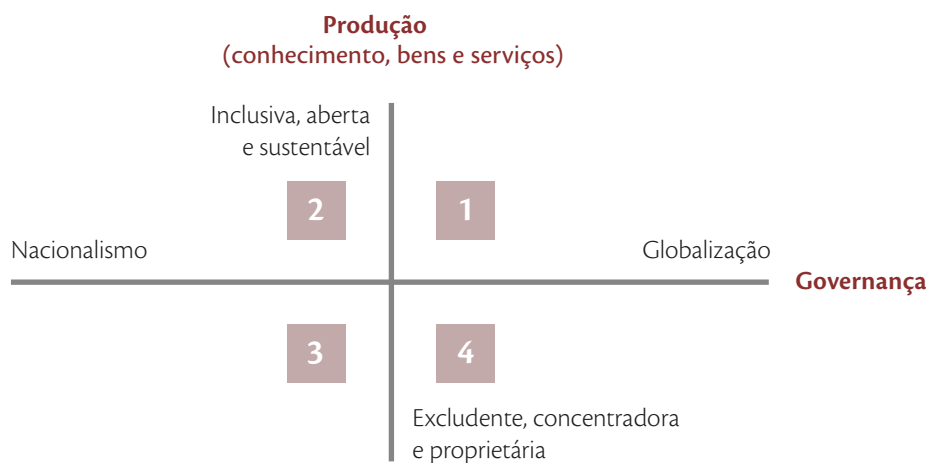 Produção
(conhecimento, bens e serviços)
Inclusiva, aberta
e sustentável
2
1
Nacionalismo
Globalização
Governança
3
4
Excludente, concentradora
e proprietária